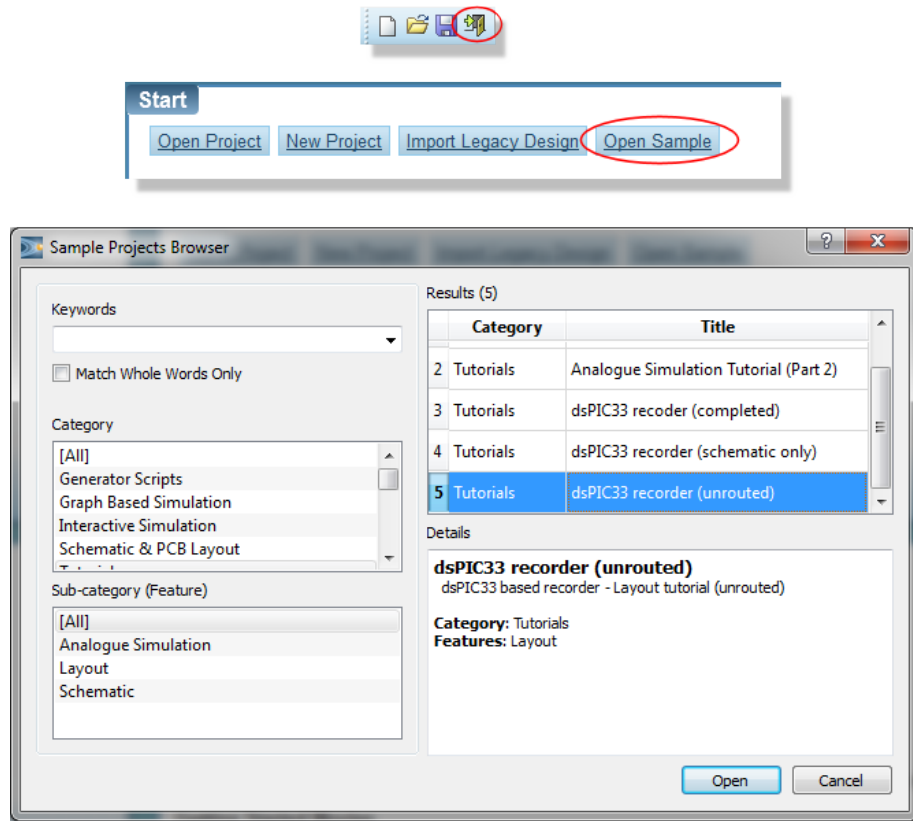 Start
Open Project New Project Import Legacy Design Open Sample
Sample Projects Browser
Keywords
Match Whole Words Only
Category
[All]
Generator Scripts
Graph Based Simulation
Interactive Simulation
Schematic & PCB Layout
Sub-category (Feature)
[All]
Analogue Simulation
Layout
Schematic
Results (5)
Category Title
2 Tutorials Analogue Simulation Tutorial (Part 2)
3 Tutorials dsPIC33 recoder (completed)
4 Tutorials dsPIC33 recorder (schematic only)
5 Tutorials dsPIC33 recorder (unrouted)
Details
dsPIC33 recorder (unrouted)
dsPIC33 based recorder - Layout tutorial (unrouted)
Category: Tutorials
Features: Layout
Open Cancel